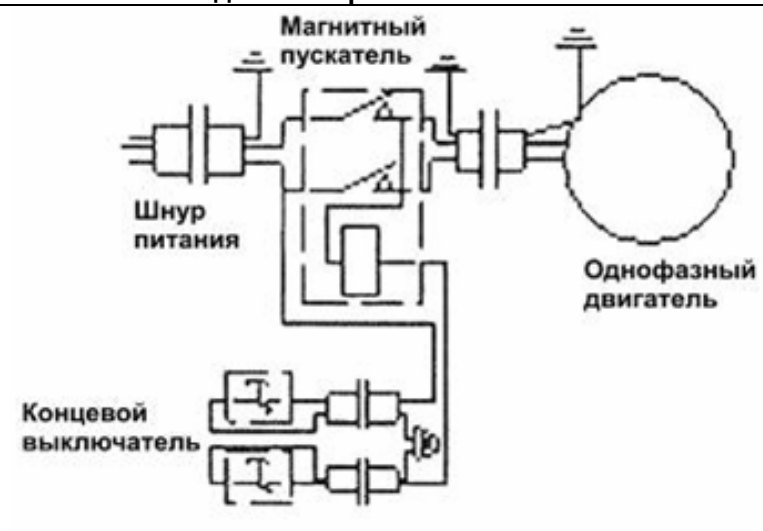 Магнитный
пускатель
Шнур
питания
Однофазный
двигатель
Концевой
выключатель